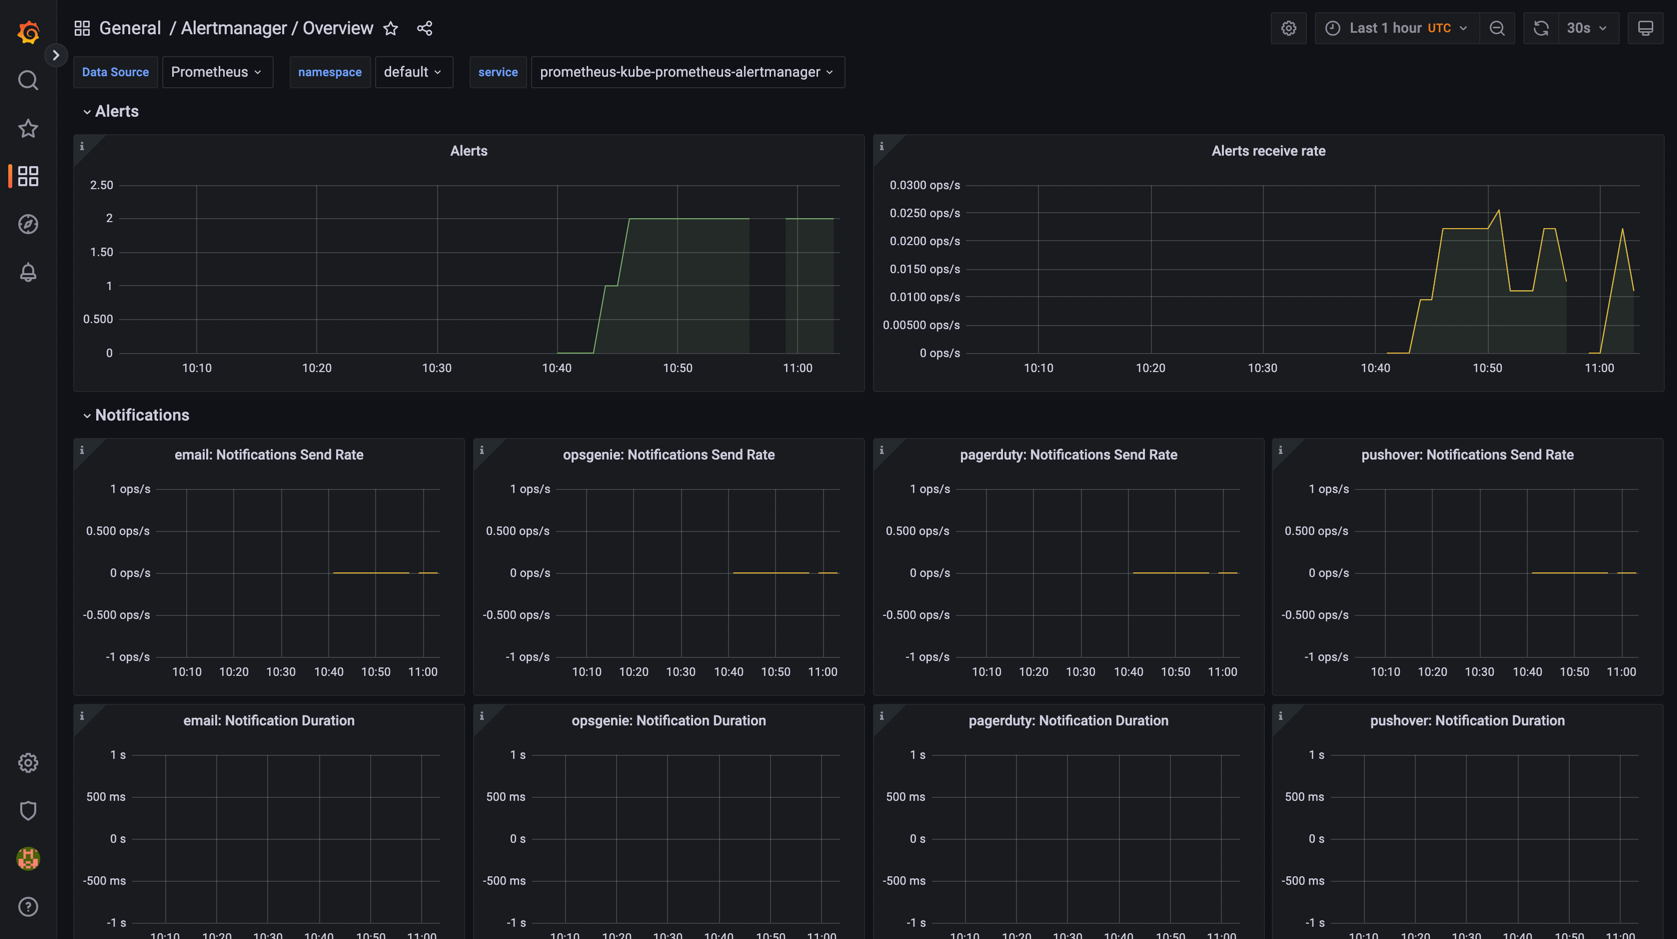 General / Alertmanager / Overview
Last 1 hour UTC
30s
Data Source Prometheus namespace default service prometheus-kube-prometheus-alertmanager
Alerts
i
Alerts
2.50
2
1.50
1
0.500
0
10:10 10:20 10:30 10:40 10:50 11:00
i
Alerts receive rate
0.0300 ops/s
0.0250 ops/s
0.0200 ops/s
0.0150 ops/s
0.0100 ops/s
0.00500 ops/s
0 ops/s
10:10 10:20 10:30 10:40 10:50 11:00
Notifications
i
email: Notifications Send Rate
1 ops/s
0.500 ops/s
0 ops/s
-0.500 ops/s
-1 ops/s
10:10 10:20 10:30 10:40 10:50 11:00
i
opsgenie: Notifications Send Rate
1 ops/s
0.500 ops/s
0 ops/s
-0.500 ops/s
-1 ops/s
10:10 10:20 10:30 10:40 10:50 11:00
i
pagerduty: Notifications Send Rate
1 ops/s
0.500 ops/s
0 ops/s
-0.500 ops/s
-1 ops/s
10:10 10:20 10:30 10:40 10:50 11:00
i
pushover: Notifications Send Rate
1 ops/s
0.500 ops/s
0 ops/s
-0.500 ops/s
-1 ops/s
10:10 10:20 10:30 10:40 10:50 11:00
i
email: Notification Duration
1 s
500 ms
0 s
-500 ms
-1 s
10:10 10:20 10:30 10:40 10:50 11:00
i
opsgenie: Notification Duration
1 s
500 ms
0 s
-500 ms
-1 s
10:10 10:20 10:30 10:40 10:50 11:00
i
pagerduty: Notification Duration
1 s
500 ms
0 s
-500 ms
-1 s
10:10 10:20 10:30 10:40 10:50 11:00
i
pushover: Notification Duration
1 s
500 ms
0 s
-500 ms
-1 s
10:10 10:20 10:30 10:40 10:50 11:00